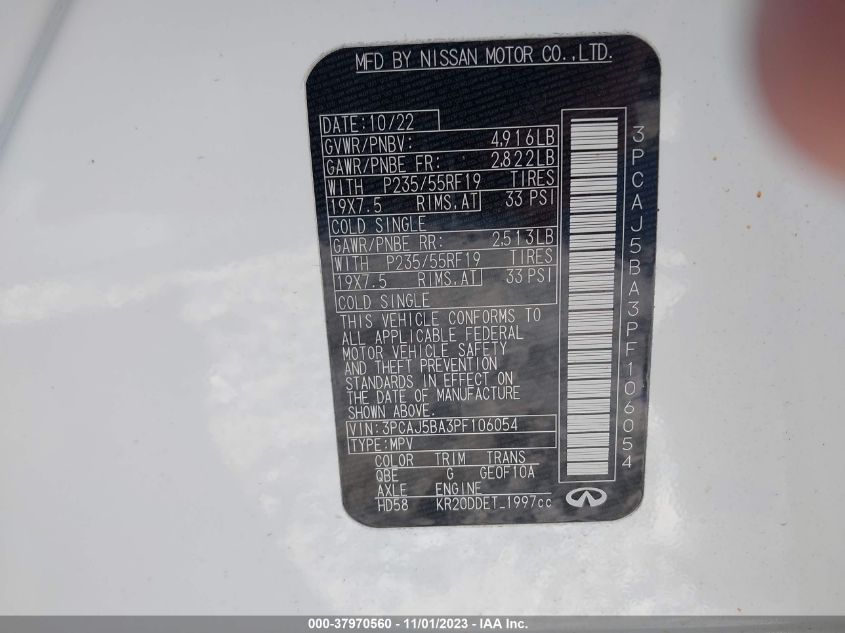 MFD BY NISSAN MOTOR CO.,LTD.
DATE:10/22
GVWR/PNBV: 4,916LB
GAWR/PNBE FR: 2,822LB
WITH P235/55RF19 TIRES
19X7.5 RIMS,AT 33 PSI
COLD SINGLE
GAWR/PNBE RR: 2,513LB
WITH P235/55RF19 TIRES
19X7.5 RIMS,AT 33 PSI
COLD SINGLE
THIS VEHICLE CONFORMS TO
ALL APPLICABLE FEDERAL
MOTOR VEHICLE SAFETY
AND THEFT PREVENTION
STANDARDS IN EFFECT ON
THE DATE OF MANUFACTURE
SHOWN ABOVE.
VIN:3PCAJ5BA3PF106054
TYPE:MPV
COLOR TRIM TRANS
QBE G GE0F10A
AXLE ENGINE
HD58 KR20DDET_1997cc
3PCAJ5BA3PF106054
000-37970560 - 11/01/2023 - IAA Inc.